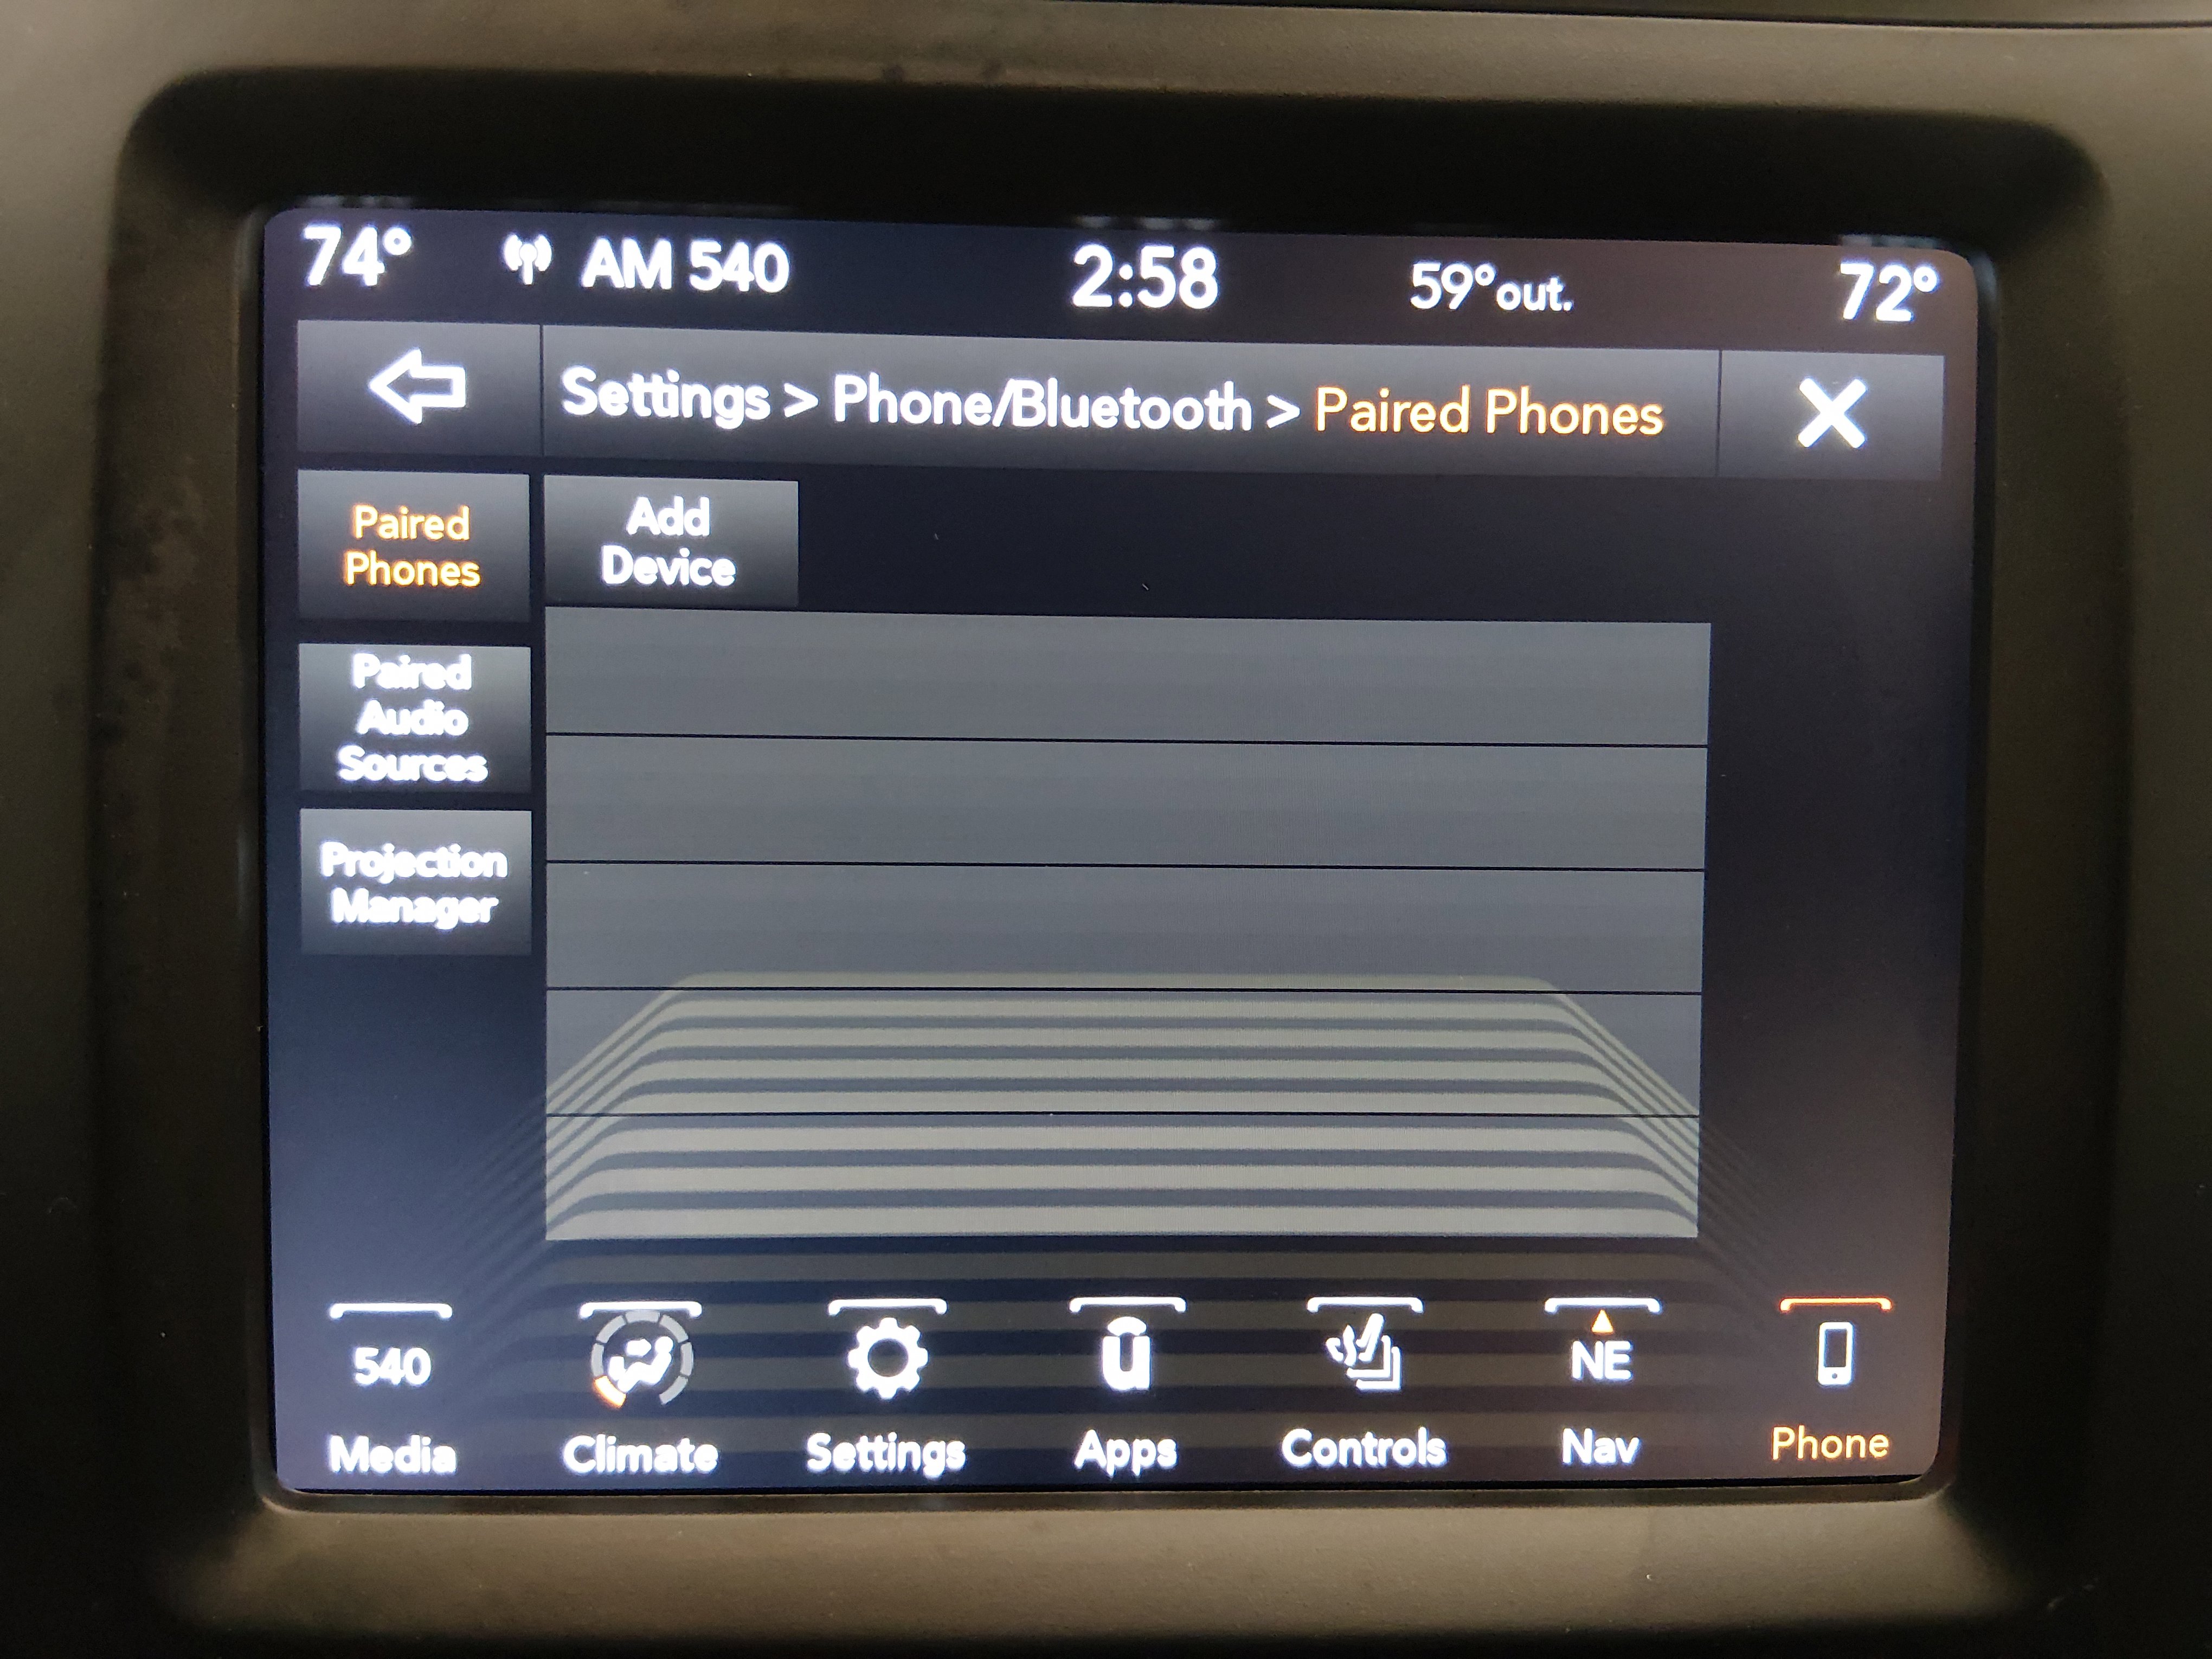 74° AM 540 2:58 59°out. 72°
Settings > Phone/Bluetooth > Paired Phones
Paired
Phones
Add
Device
Paired
Audio
Sources
Projection
Manager
540 NE
Media Climate Settings Apps Controls Nav Phone